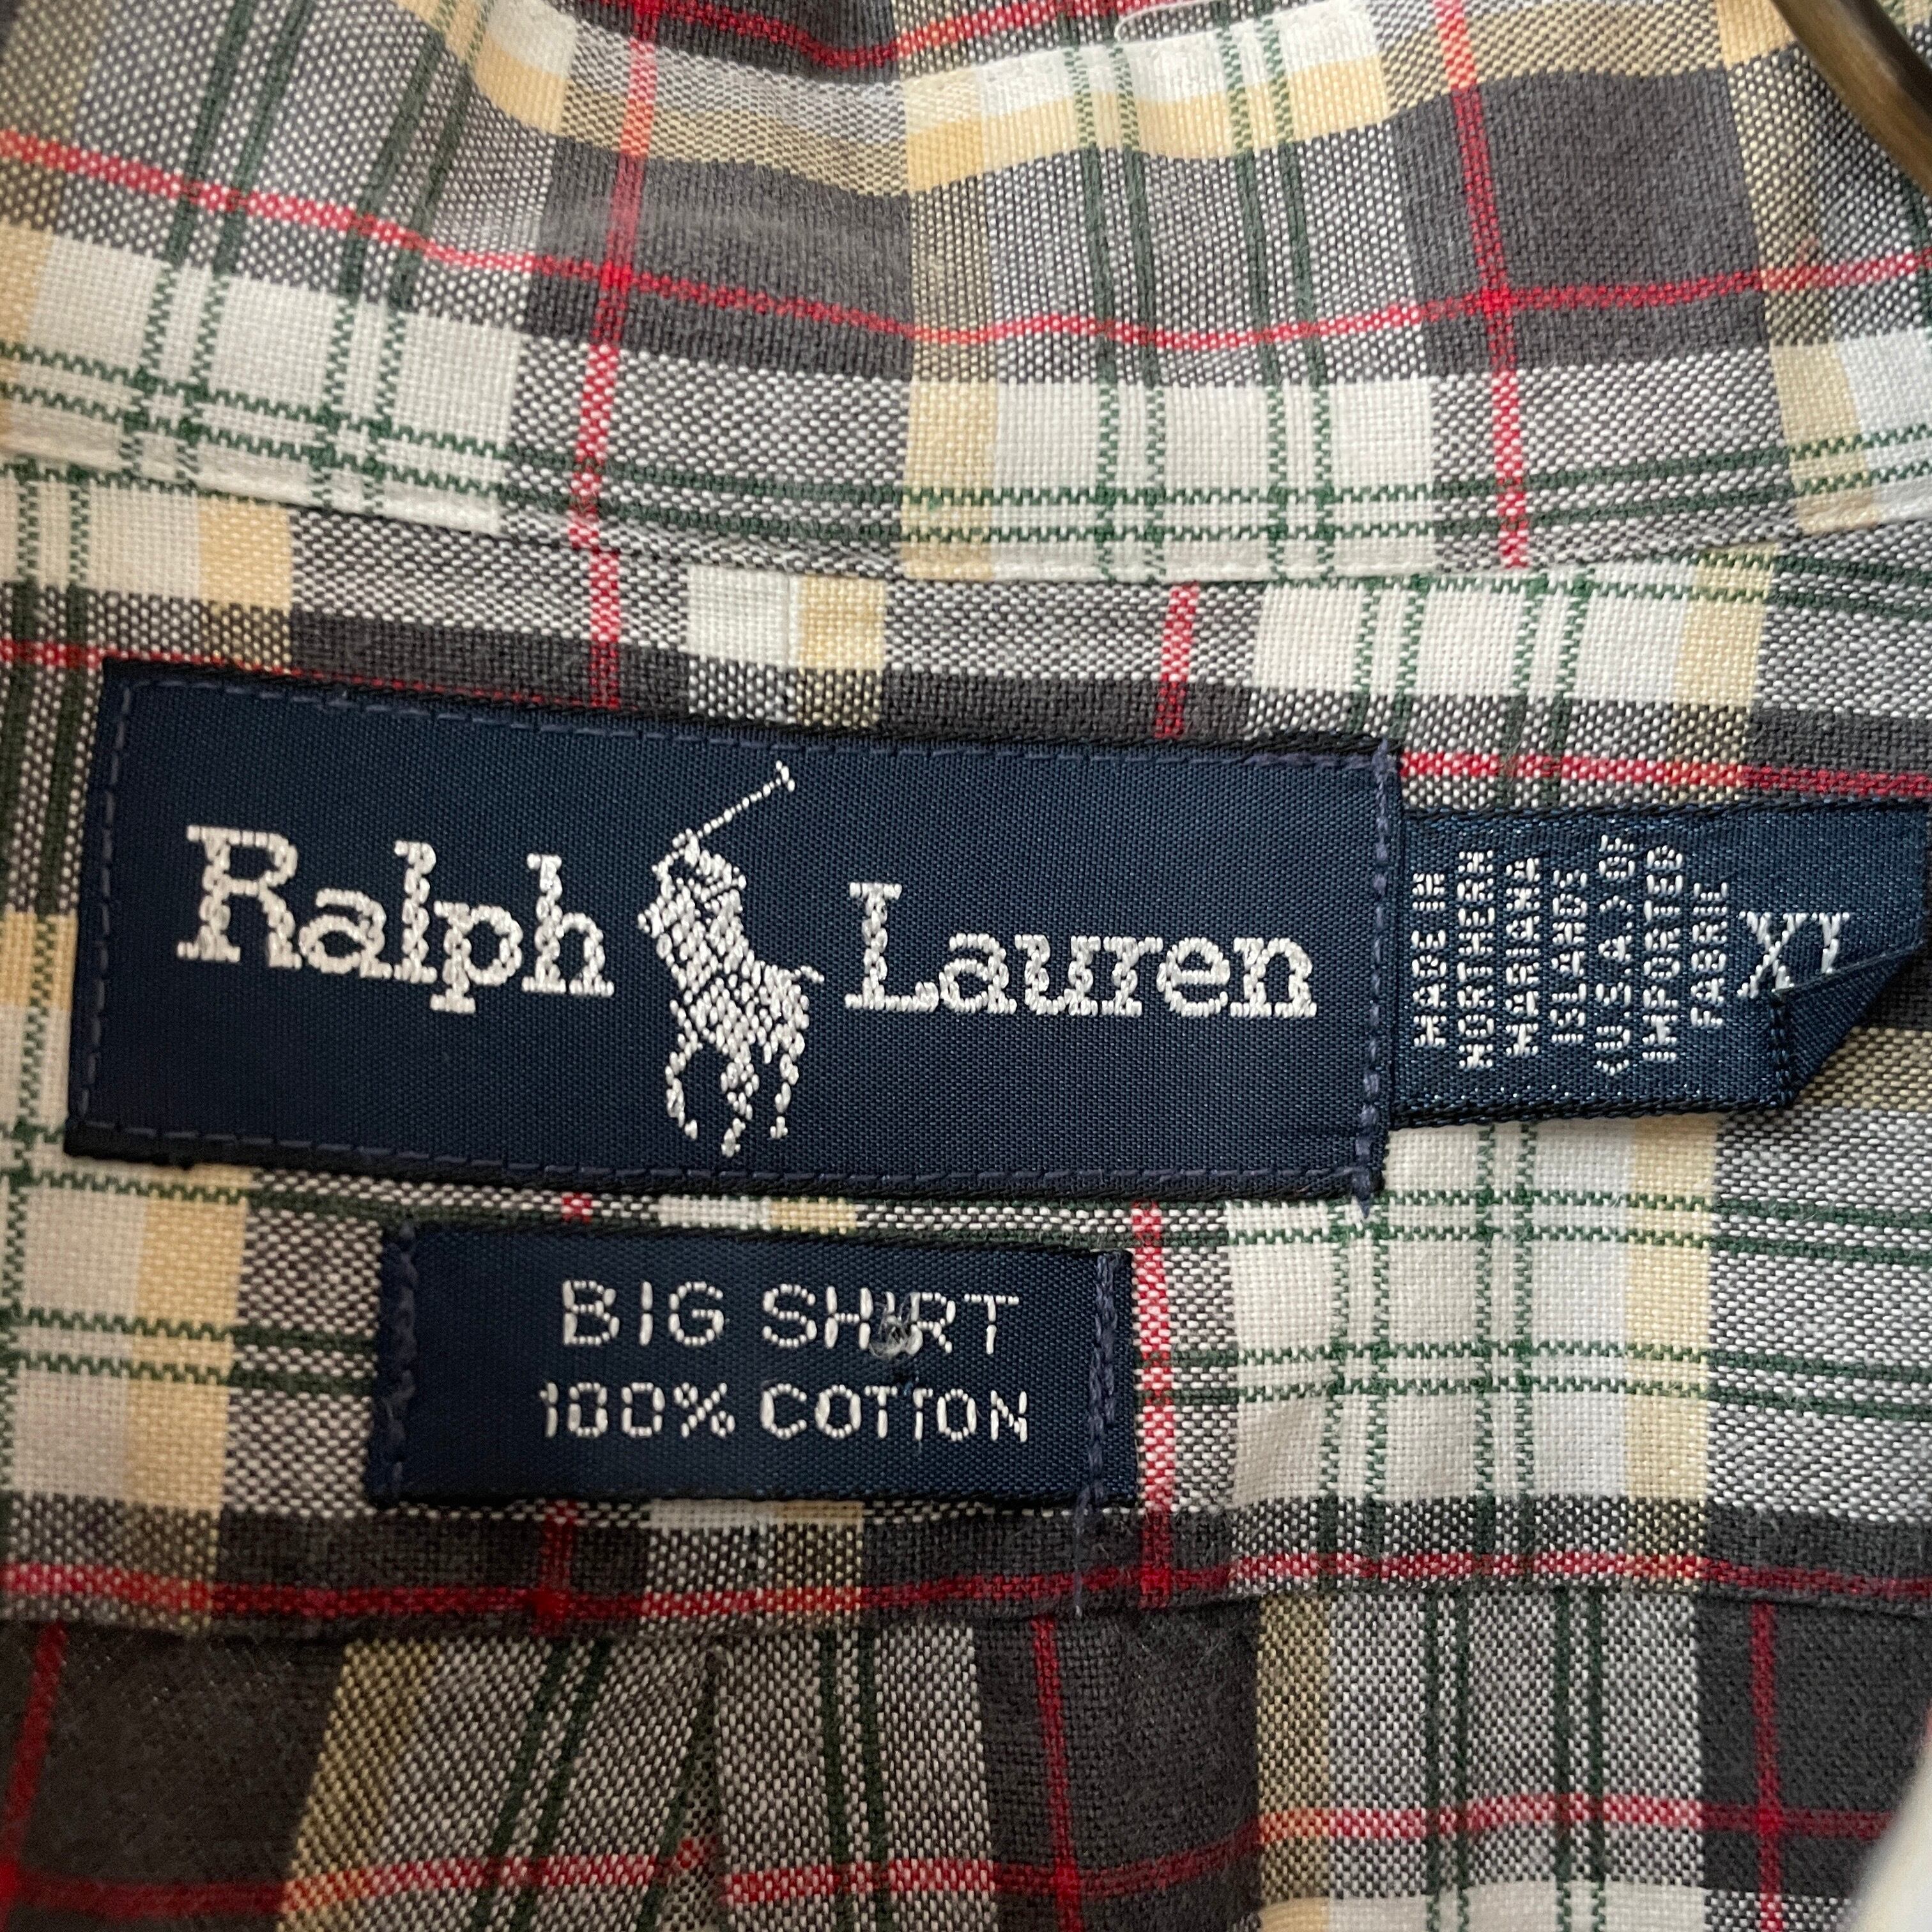 Ralph Lauren
MADE IN
NORTHERN
MARIANA
ISLANDS
(U.S.A.) OF
IMPORTED
FABRIC
XL
BIG SHIRT
100% COTTON